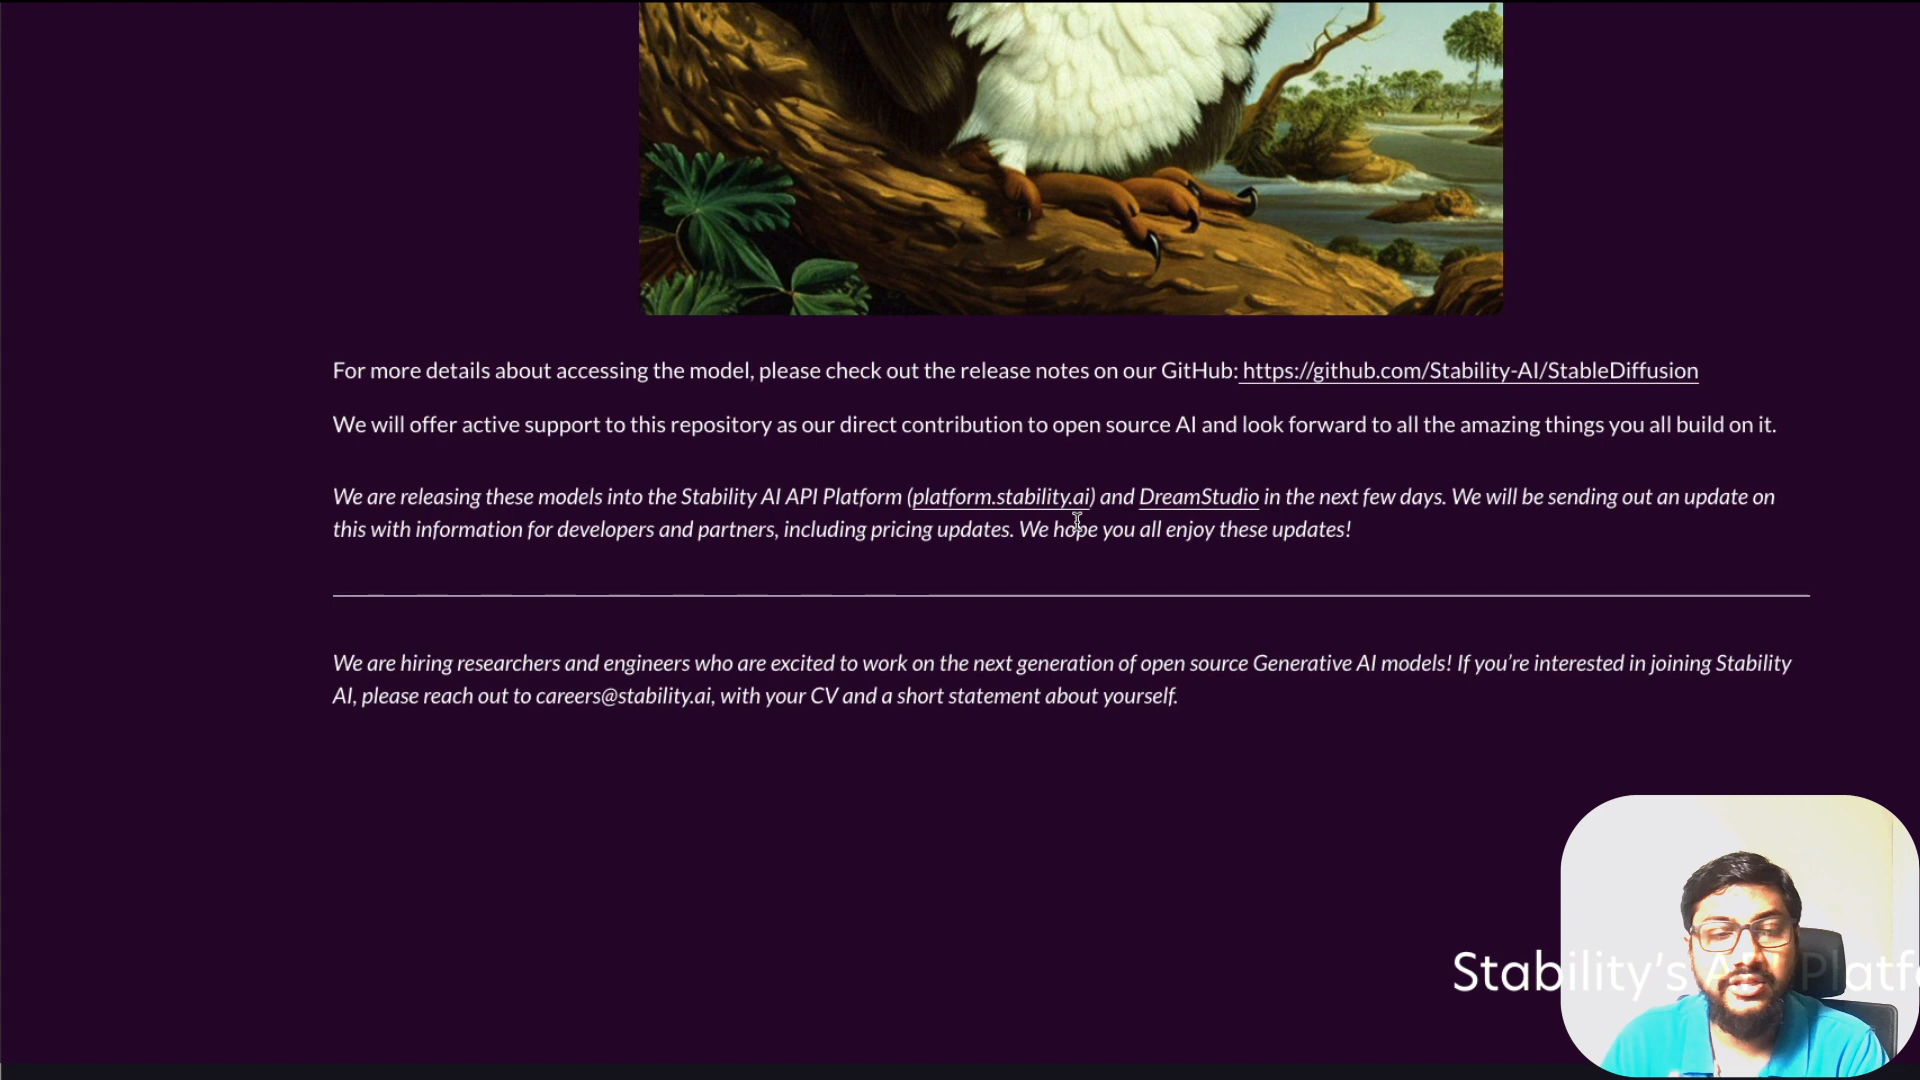 For more details about accessing the model, please check out the release notes on our GitHub: https://github.com/Stability-AI/StableDiffusion
We will offer active support to this repository as our direct contribution to open source AI and look forward to all the amazing things you all build on it.
We are releasing these models into the Stability AI API Platform (platform.stability.ai) and DreamStudio in the next few days. We will be sending out an update on
this with information for developers and partners, including pricing updates. We hope you all enjoy these updates!
We are hiring researchers and engineers who are excited to work on the next generation of open source Generative AI models! If you’re interested in joining Stability
AI, please reach out to careers@stability.ai, with your CV and a short statement about yourself.
Stability’s